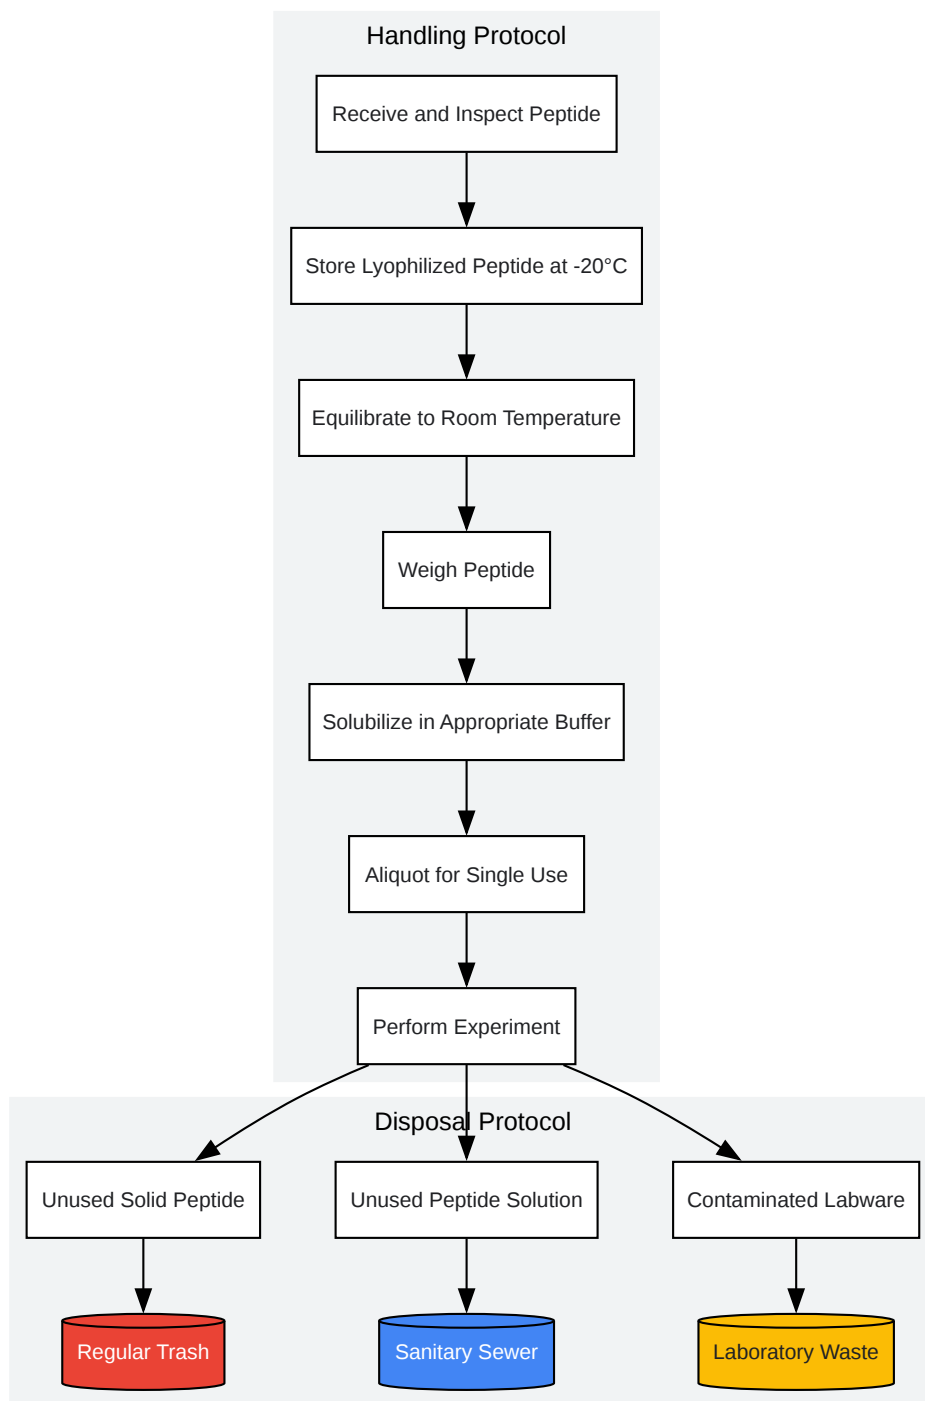 Handling Protocol
Receive and Inspect Peptide
Store Lyophilized Peptide at -20°C
Equilibrate to Room Temperature
Weigh Peptide
Solubilize in Appropriate Buffer
Aliquot for Single Use
Perform Experiment
Disposal Protocol
Unused Solid Peptide
Unused Peptide Solution
Contaminated Labware
Regular Trash
Sanitary Sewer
Laboratory Waste